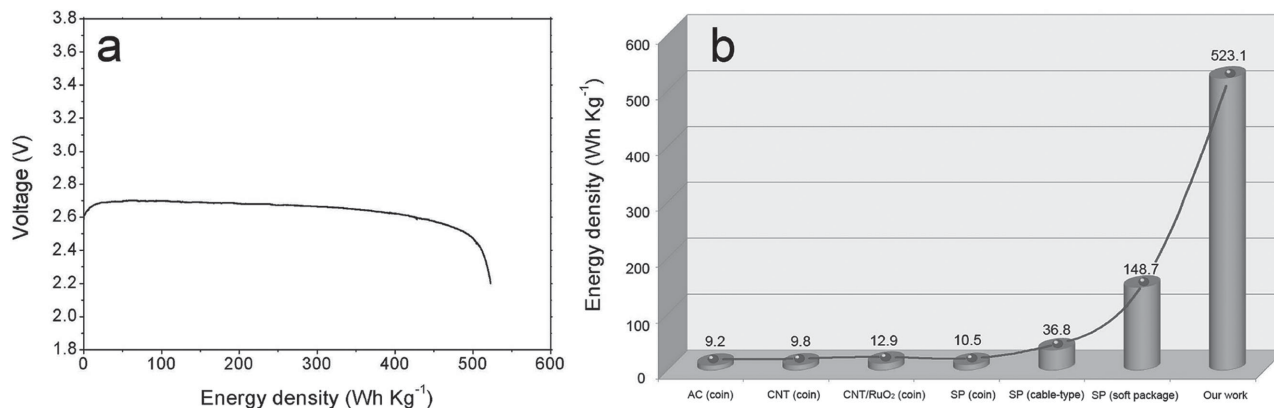 a
3.8
3.6
3.4
3.2
3.0
2.8
2.6
2.4
2.2
2.0
1.8
Voltage (V)
0 100 200 300 400 500 600
Energy density (Wh Kg⁻¹)
b
600
500
400
300
200
100
0
Energy density (Wh Kg⁻¹)
9.2 9.8 12.9 10.5 36.8 148.7 523.1
AC (coin) CNT (coin) CNT/RuO₂ (coin) SP (coin) SP (cable-type) SP (soft package) Our work